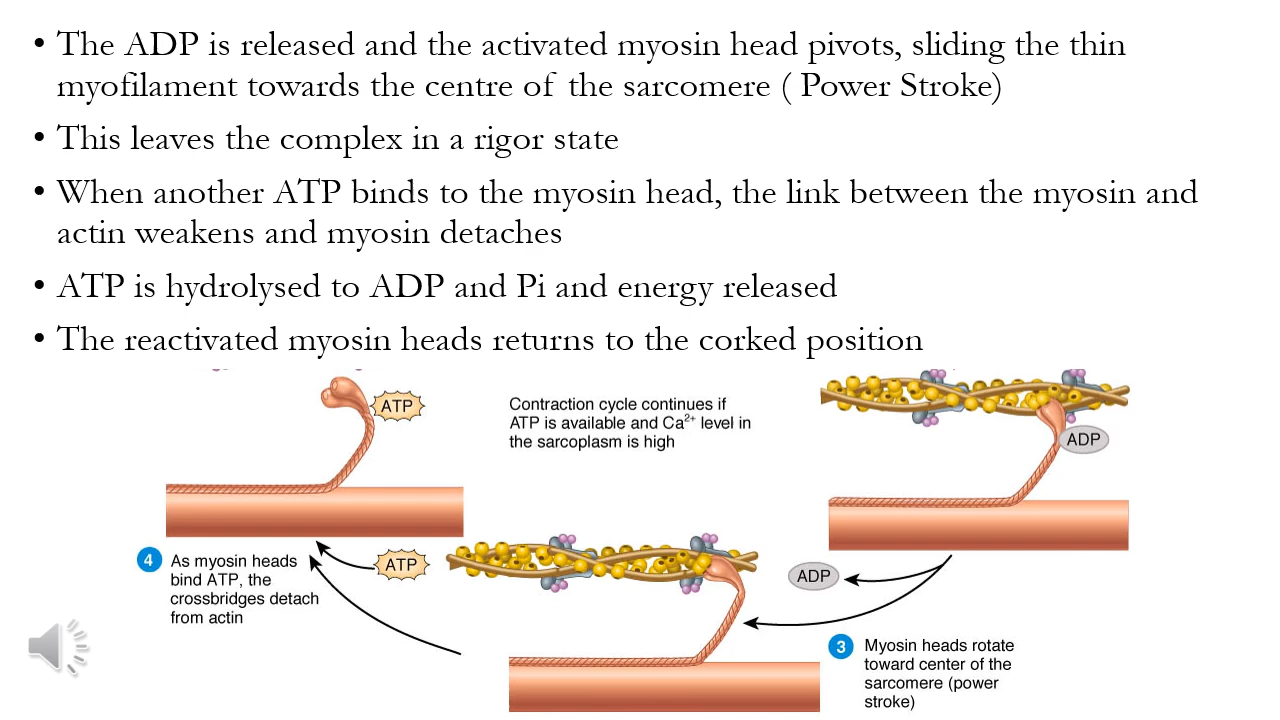 • The ADP is released and the activated myosin head pivots, sliding the thin
myofilament towards the centre of the sarcomere ( Power Stroke)
• This leaves the complex in a rigor state
• When another ATP binds to the myosin head, the link between the myosin and
actin weakens and myosin detaches
• ATP is hydrolysed to ADP and Pi and energy released
• The reactivated myosin heads returns to the corked position
ATP
Contraction cycle continues if
ATP is available and Ca²⁺ level in
the sarcoplasm is high
ADP
4 As myosin heads
bind ATP, the
crossbridges detach
from actin
ATP
ADP
3 Myosin heads rotate
toward center of the
sarcomere (power
stroke)